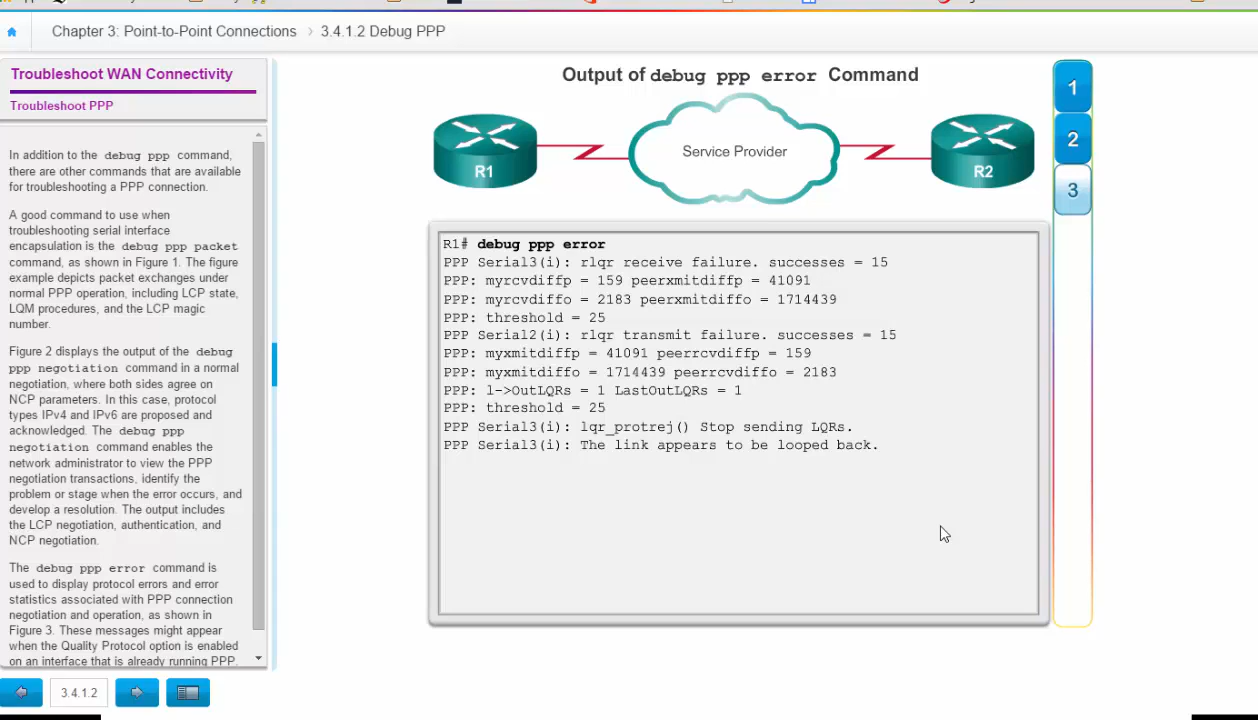 Chapter 3: Point-to-Point Connections > 3.4.1.2 Debug PPP
Troubleshoot WAN Connectivity
Troubleshoot PPP
In addition to the debug ppp command,
there are other commands that are available
for troubleshooting a PPP connection.
A good command to use when
troubleshooting serial interface
encapsulation is the debug ppp packet
command, as shown in Figure 1. The figure
example depicts packet exchanges under
normal PPP operation, including LCP state,
LQM procedures, and the LCP magic
number.
Figure 2 displays the output of the debug
ppp negotiation command in a normal
negotiation, where both sides agree on
NCP parameters. In this case, protocol
types IPv4 and IPv6 are proposed and
acknowledged. The debug ppp
negotiation command enables the
network administrator to view the PPP
negotiation transactions, identify the
problem or stage when the error occurs, and
develop a resolution. The output includes
the LCP negotiation, authentication, and
NCP negotiation.
The debug ppp error command is
used to display protocol errors and error
statistics associated with PPP connection
negotiation and operation, as shown in
Figure 3. These messages might appear
when the Quality Protocol option is enabled
on an interface that is already running PPP.
3.4.1.2
Output of debug ppp error Command
R1
Service Provider
R2
R1# debug ppp error
PPP Serial3(i): rlqr receive failure. successes = 15
PPP: myrcvdiffp = 159 peerxmitdiffp = 41091
PPP: myrcvdiffo = 2183 peerxmitdiffo = 1714439
PPP: threshold = 25
PPP Serial2(i): rlqr transmit failure. successes = 15
PPP: myxmitdiffp = 41091 peerrcvdiffp = 159
PPP: myxmitdiffo = 1714439 peerrcvdiffo = 2183
PPP: l->OutLQRs = 1 LastOutLQRs = 1
PPP: threshold = 25
PPP Serial3(i): lqr_protrej() Stop sending LQRs.
PPP Serial3(i): The link appears to be looped back.
1
2
3